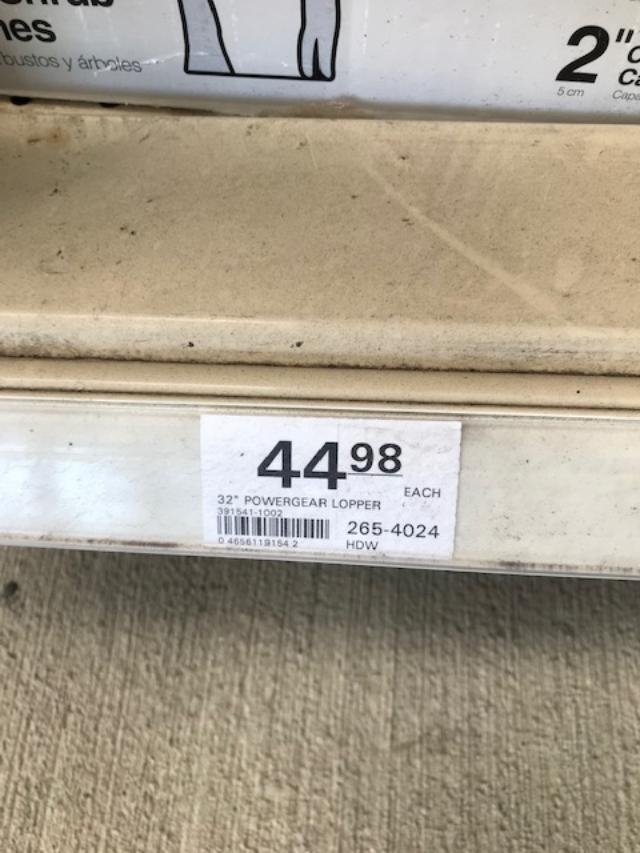 nes
bustos y árboles
2"
5 cm
44 98
EACH
32" POWERGEAR LOPPER
391541-1002
265-4024
HDW